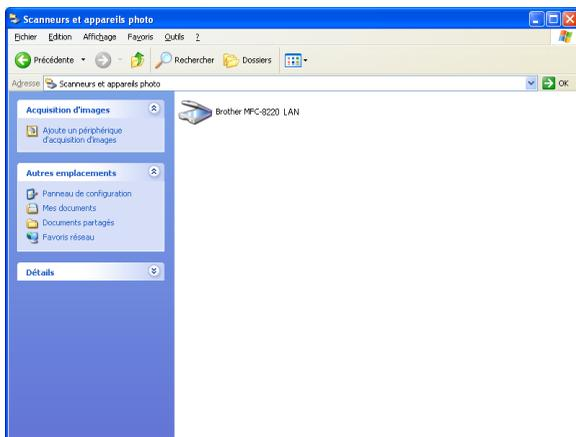 Scanneurs et appareils photo
Fichier Edition Affichage Favoris Outils ?
Précédente Rechercher Dossiers
Adresse Scanneurs et appareils photo OK
Acquisition d'images
Ajoute un périphérique
d'acquisition d'images
Autres emplacements
Panneau de configuration
Mes documents
Documents partagés
Favoris réseau
Détails
Brother MFC-8220 LAN